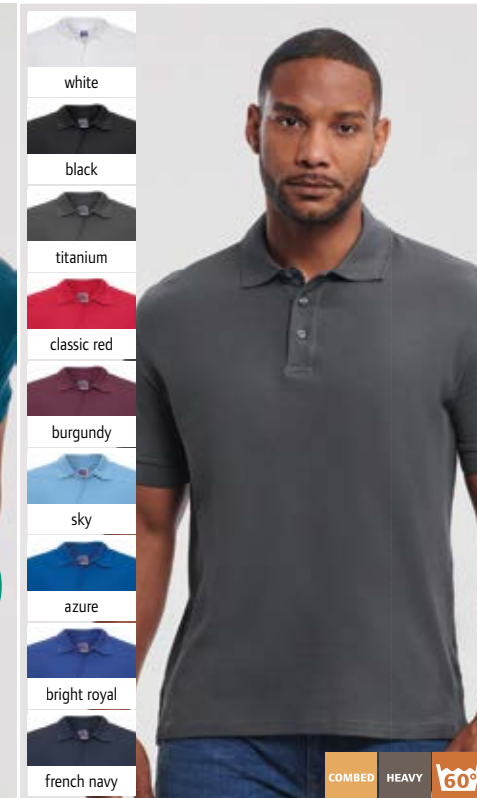 white
black
titanium
classic red
burgundy
sky
azure
bright royal
french navy
COMBED HEAVY 60°